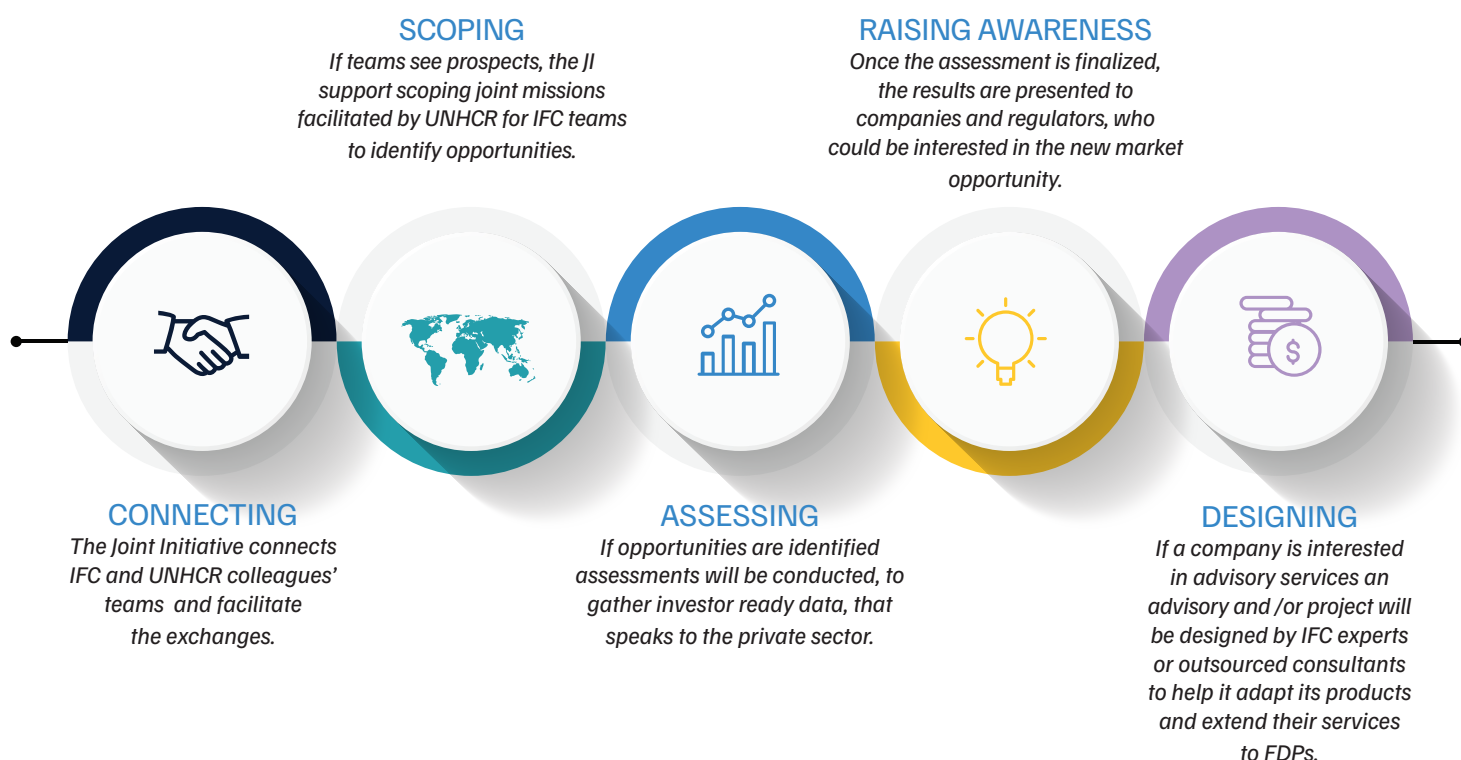 CONNECTING
The Joint Initiative connects
IFC and UNHCR colleagues'
teams and facilitate
the exchanges.
SCOPING
If teams see prospects, the JI
support scoping joint missions
facilitated by UNHCR for IFC teams
to identify opportunities.
ASSESSING
If opportunities are identified
assessments will be conducted, to
gather investor ready data, that
speaks to the private sector.
RAISING AWARENESS
Once the assessment is finalized,
the results are presented to
companies and regulators, who
could be interested in the new market
opportunity.
$
DESIGNING
If a company is interested
in advisory services an
advisory and /or project will
be designed by IFC experts
or outsourced consultants
to help it adapt its products
and extend their services
to FDPs.